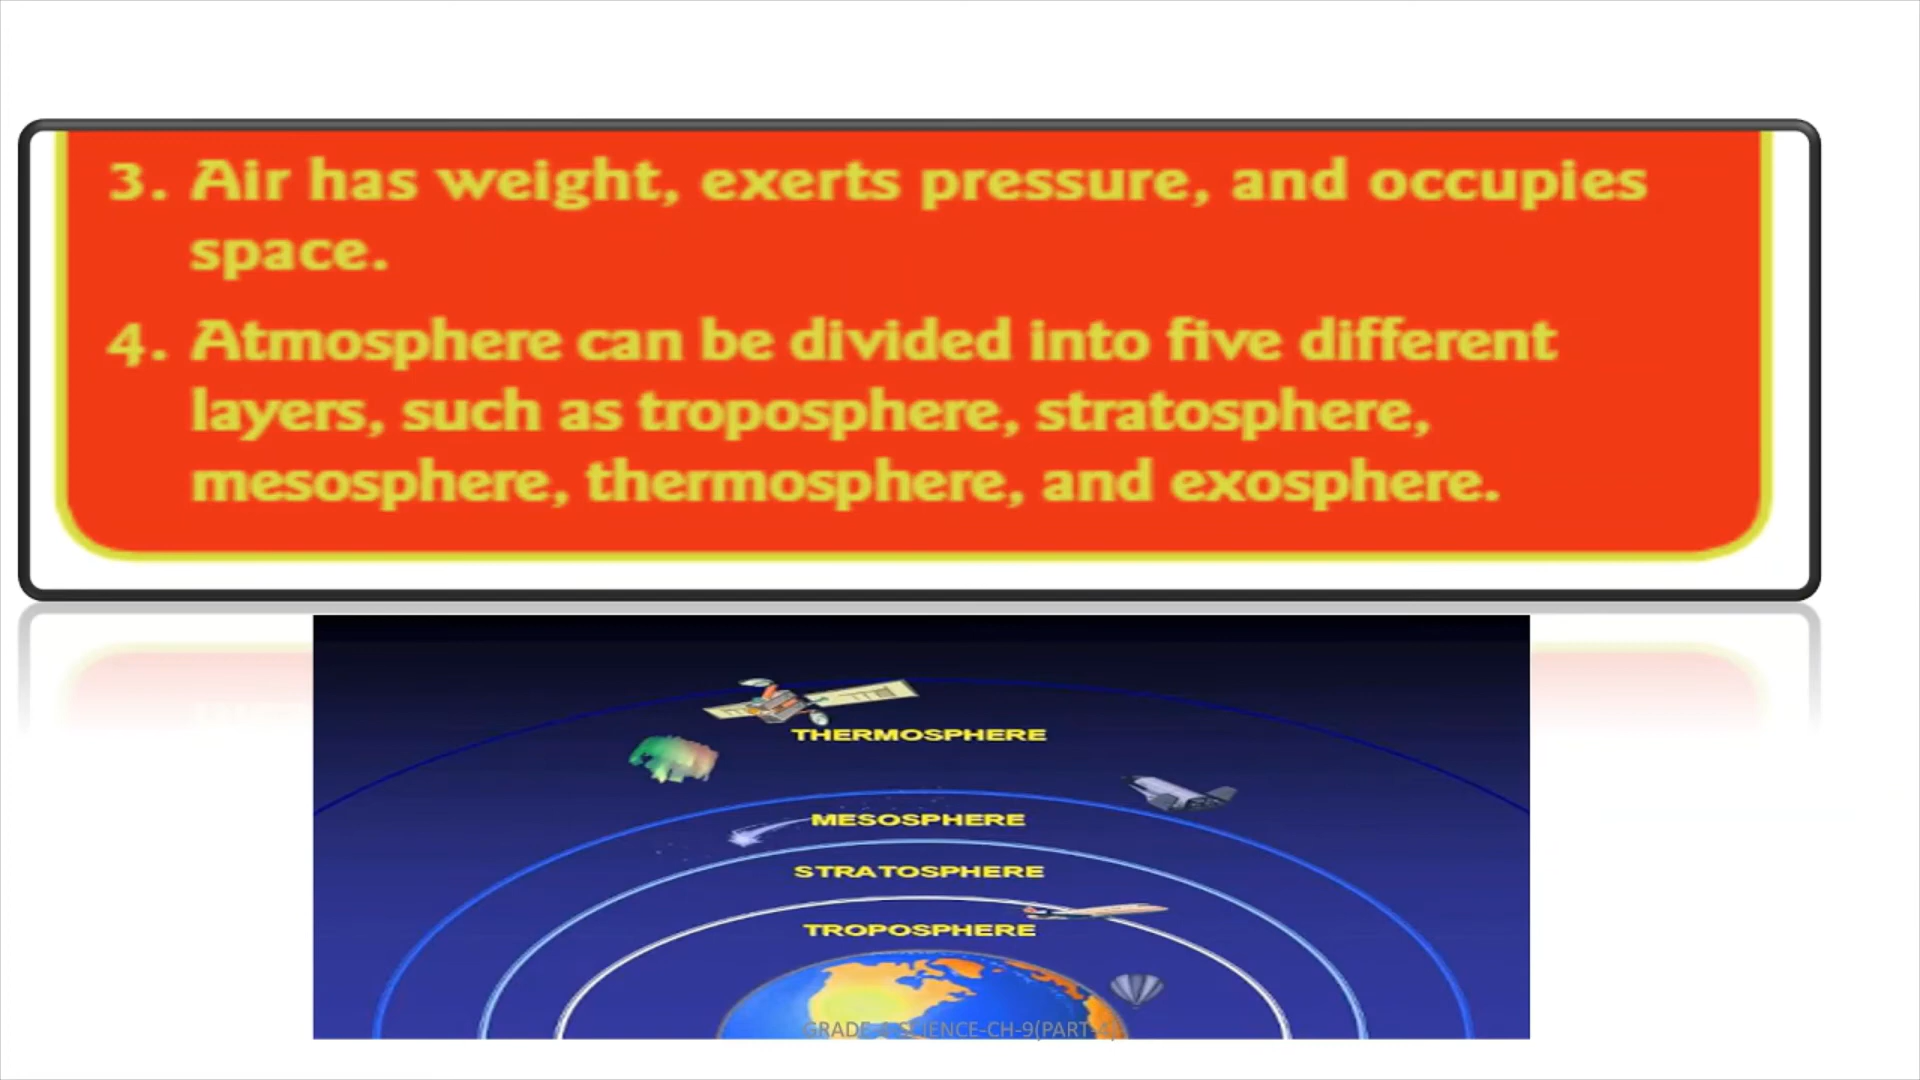 3. Air has weight, exerts pressure, and occupies
space.
4. Atmosphere can be divided into five different
layers, such as troposphere, stratosphere,
mesosphere, thermosphere, and exosphere.
THERMOSPHERE
MESOSPHERE
STRATOSPHERE
TROPOSPHERE